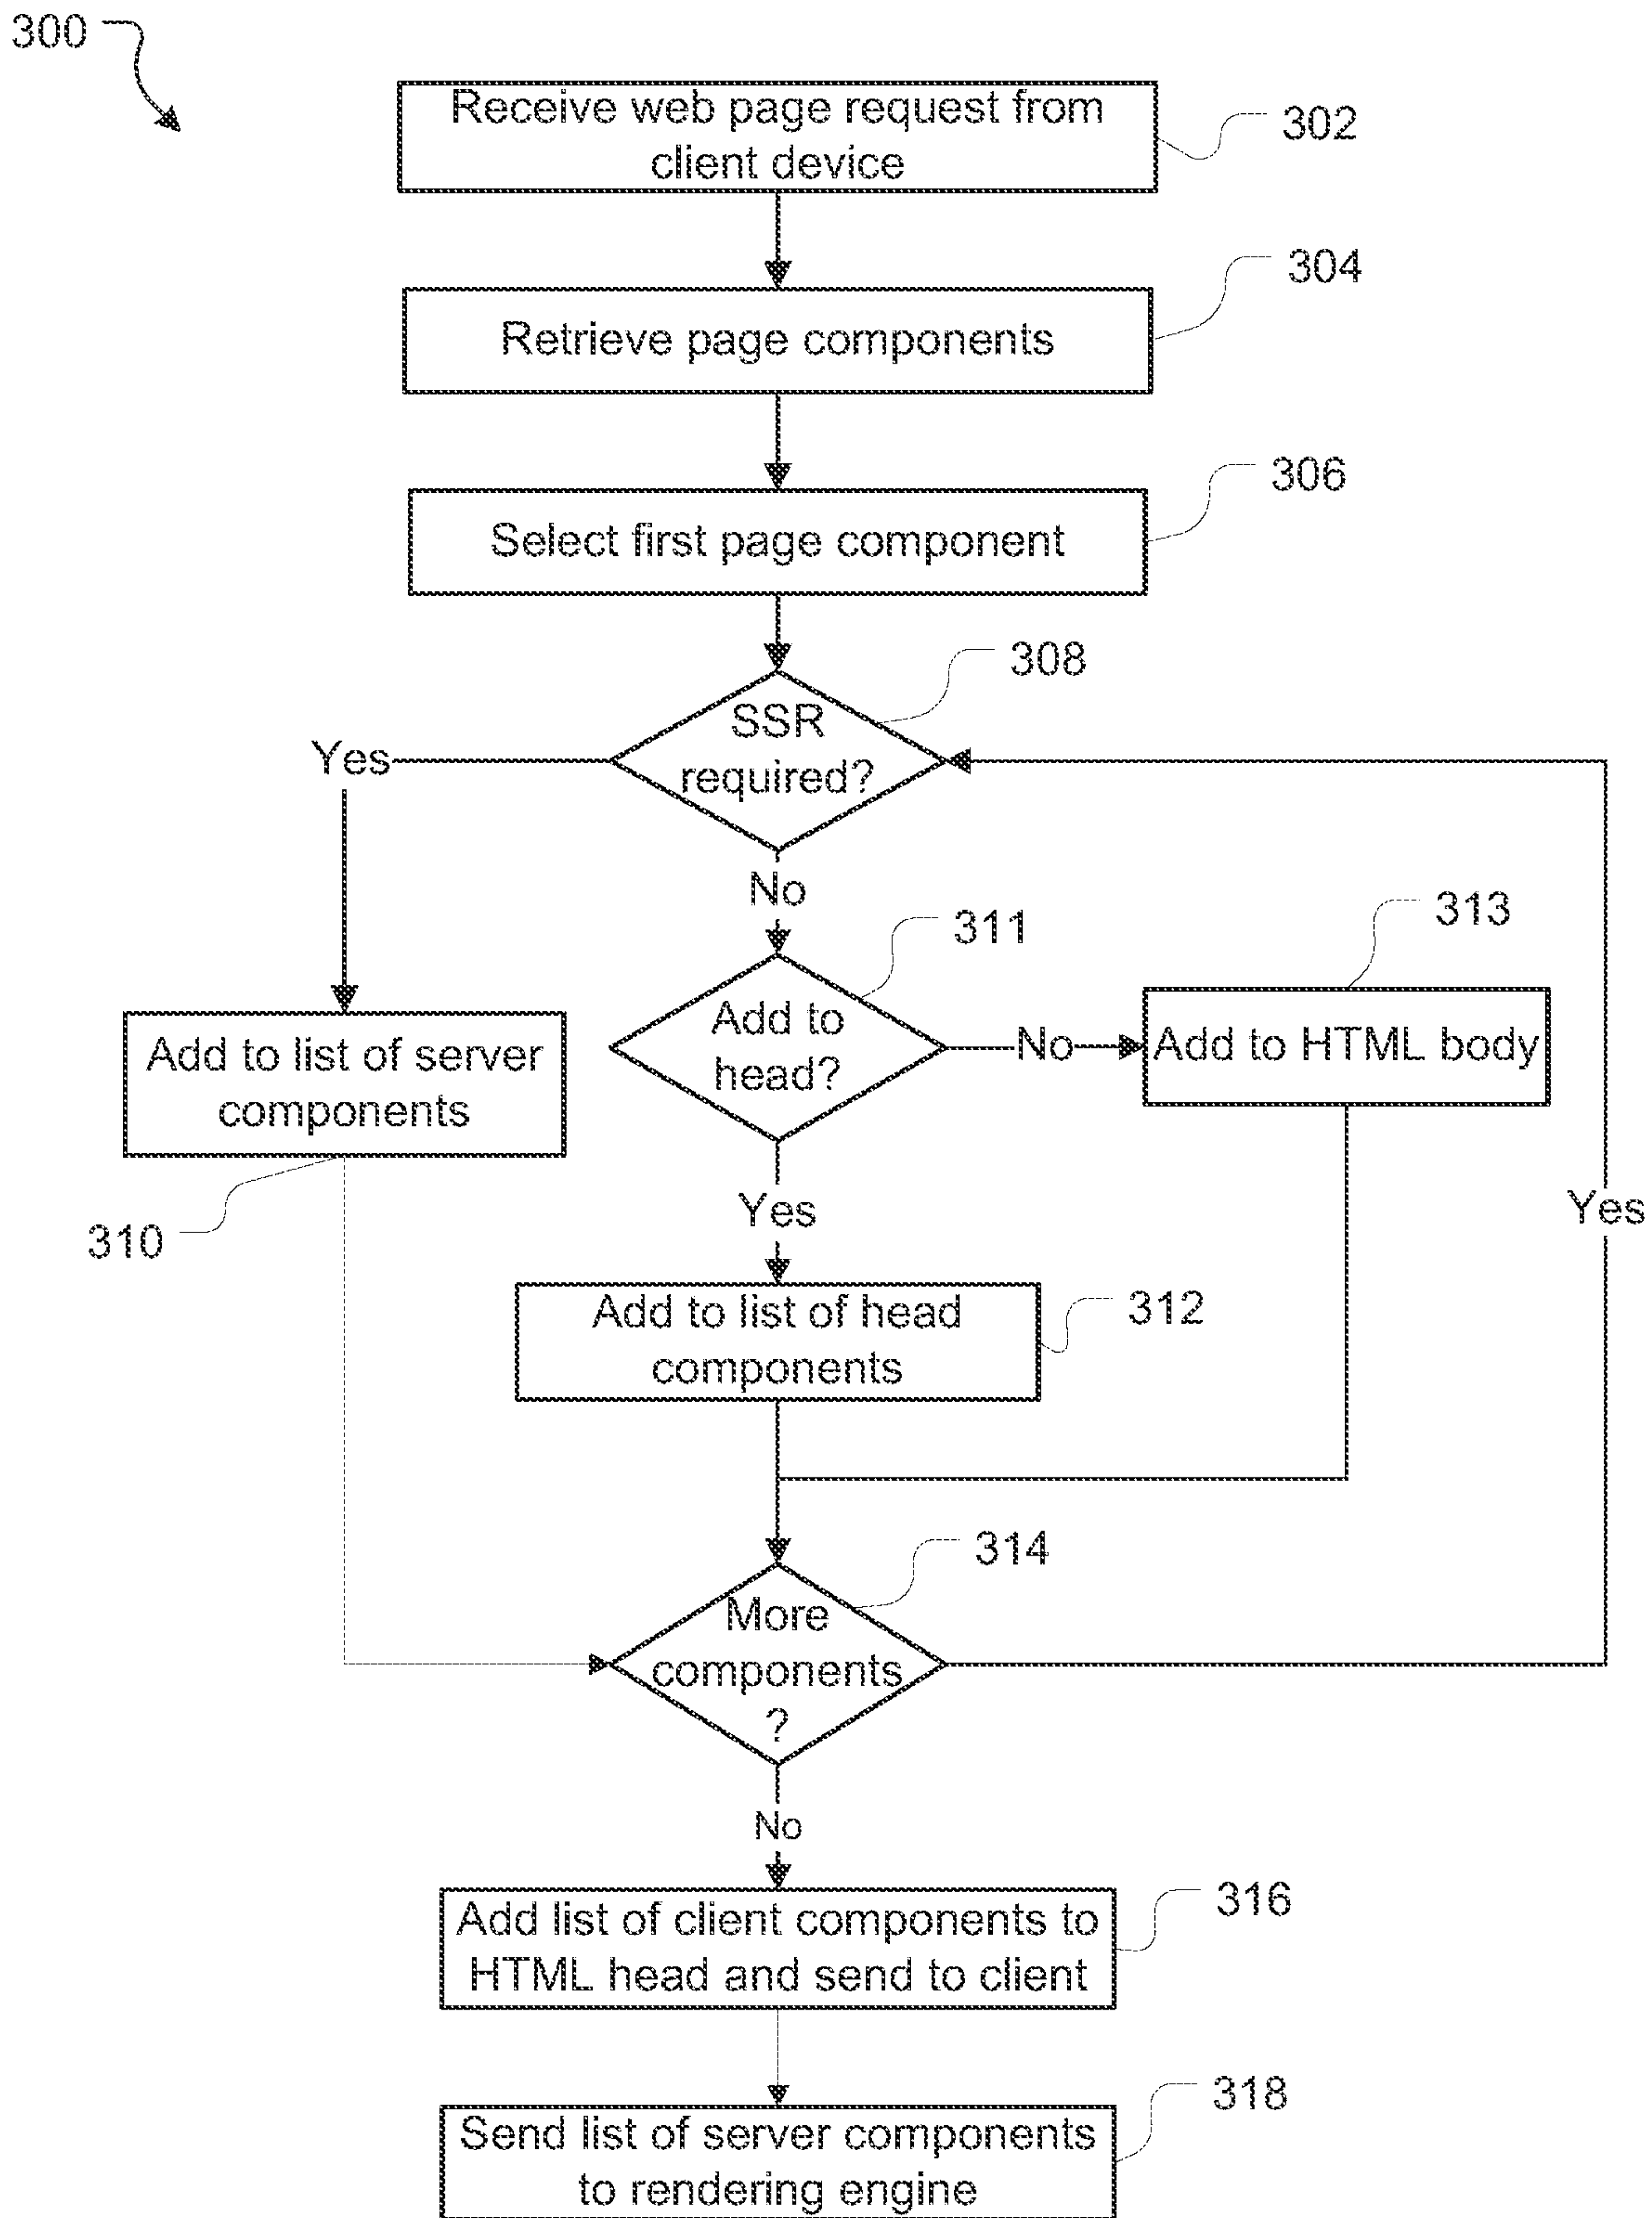 300
Receive web page request from
client device
302
304
Retrieve page components
306
Select first page component
308
SSR
required?
Yes
No
311
313
Add to
head?
No
Add to HTML body
Add to list of server
components
310
Yes
Yes
Add to list of head
components
312
314
More
components
?
No
Add list of client components to
HTML head and send to client
316
318
Send list of server components
to rendering engine